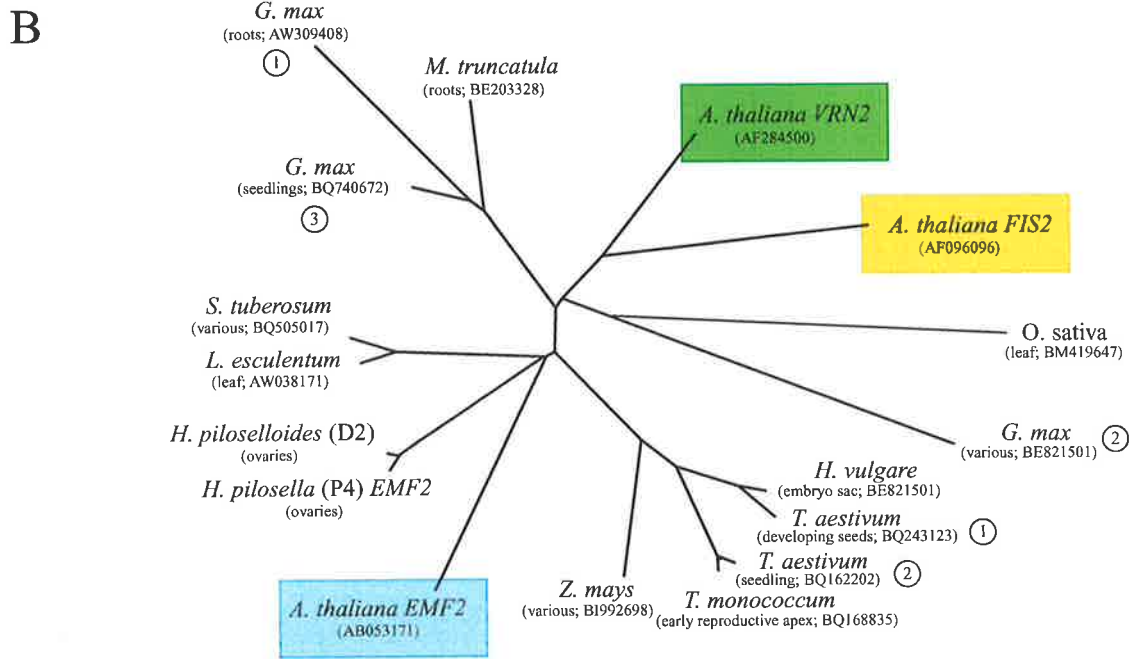 B
G. max
(roots; AW309408)
1
M. truncatula
(roots; BE203328)
A. thaliana VRN2
(AF284500)
G. max
(seedlings; BQ740672)
3
A. thaliana FIS2
(AF096096)
S. tuberosum
(various; BQ505017)
L. esculentum
(leaf; AW038171)
O. sativa
(leaf; BM419647)
H. piloselloides (D2)
(ovaries)
G. max 2
(various; BE821501)
H. pilosella (P4) EMF2
(ovaries)
H. vulgare
(embryo sac; BE821501)
T. aestivum
(developing seeds; BQ243123) 1
T. aestivum
(seedling; BQ162202) 2
Z. mays
(various; BI992698)
T. monococcum
(early reproductive apex; BQ168835)
A. thaliana EMF2
(AB053171)